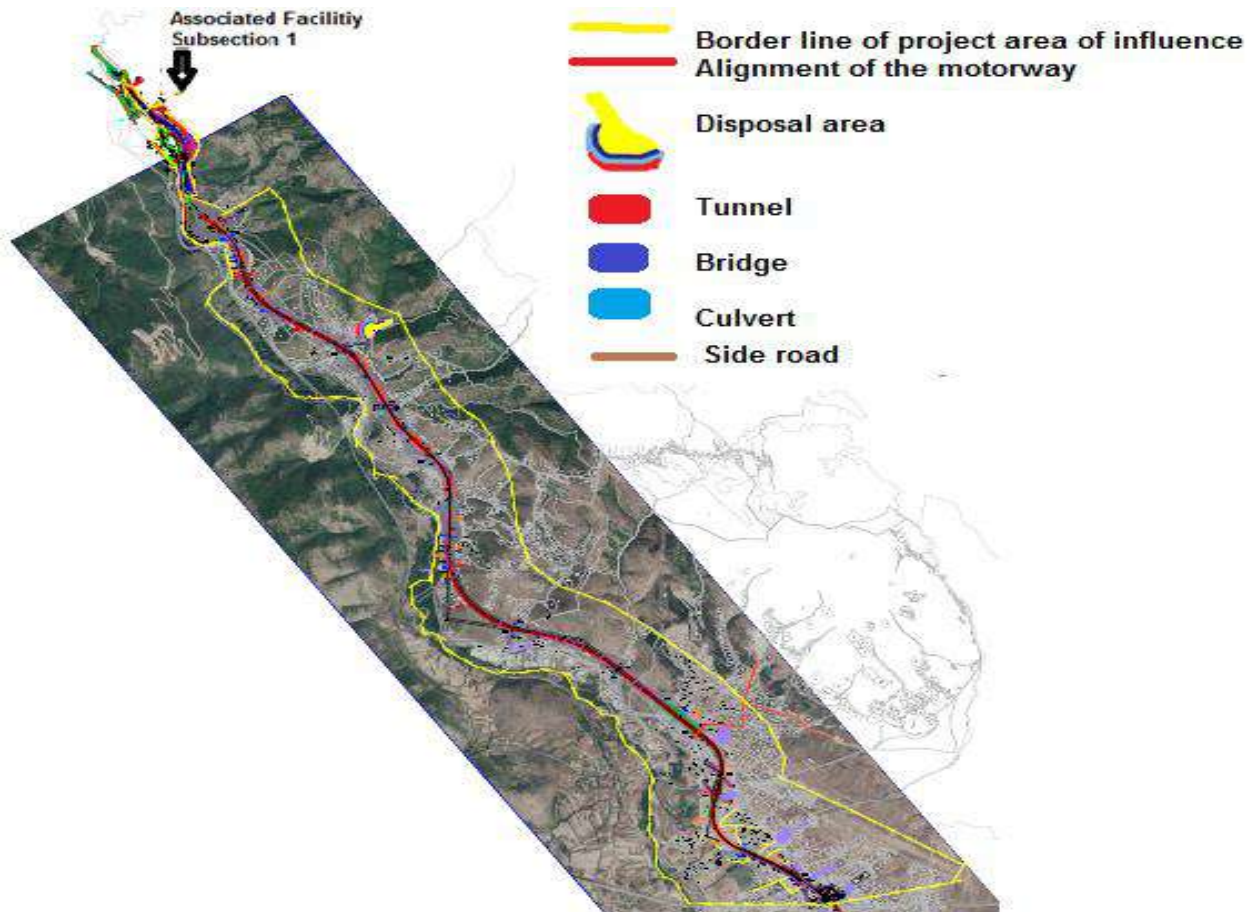 Associated Facilitiy
Subsection 1
Border line of project area of influence
Alignment of the motorway
Disposal area
Tunnel
Bridge
Culvert
Side road